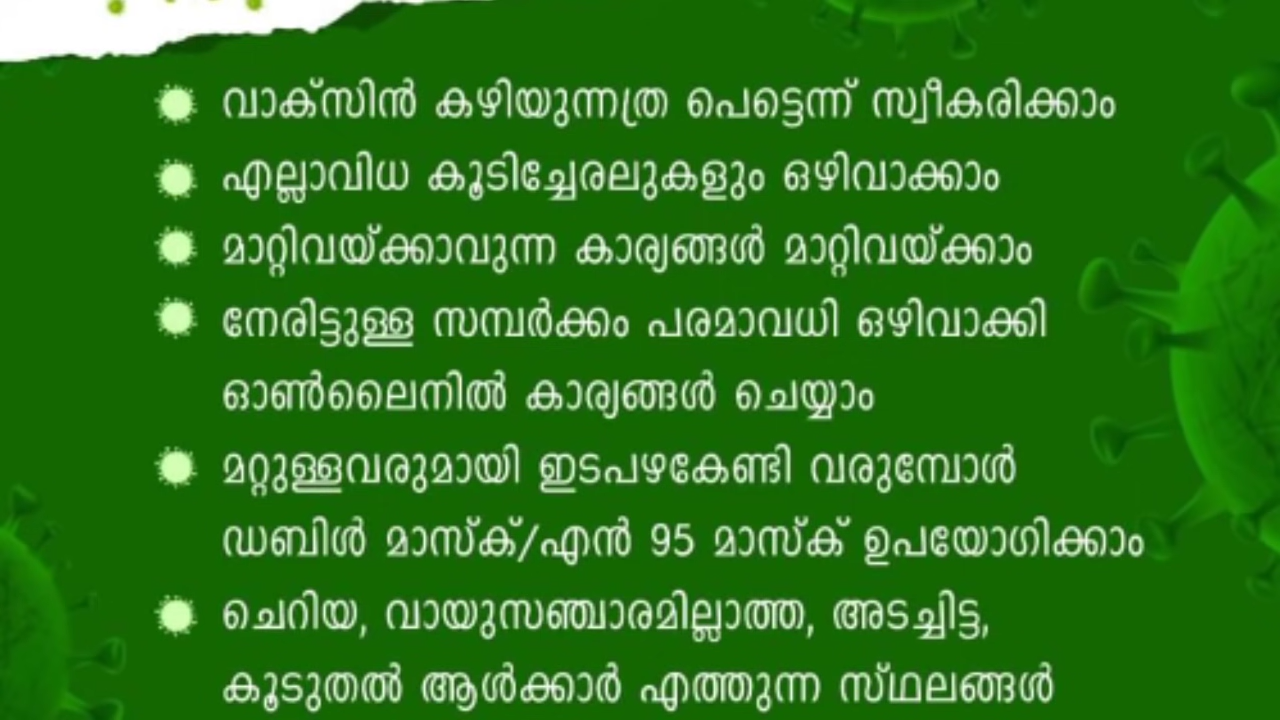 വാക്സിൻ കഴിയുന്നത്ര പെട്ടെന്ന് സ്വീകരിക്കാം
എല്ലാവിധ കൂടിച്ചേരലുകളും ഒഴിവാക്കാം
മാറ്റിവയ്ക്കാവുന്ന കാര്യങ്ങൾ മാറ്റിവയ്ക്കാം
നേരിട്ടുള്ള സമ്പർക്കം പരമാവധി ഒഴിവാക്കി
ഓൺലൈനിൽ കാര്യങ്ങൾ ചെയ്യാം
മറ്റുള്ളവരുമായി ഇടപഴകേണ്ടി വരുമ്പോൾ
ഡബിൾ മാസ്ക്/എൻ 95 മാസ്ക് ഉപയോഗിക്കാം
ചെറിയ, വായുസഞ്ചാരമില്ലാത്ത, അടച്ചിട്ട,
കൂടുതൽ ആൾക്കാർ എത്തുന്ന സ്ഥലങ്ങൾ